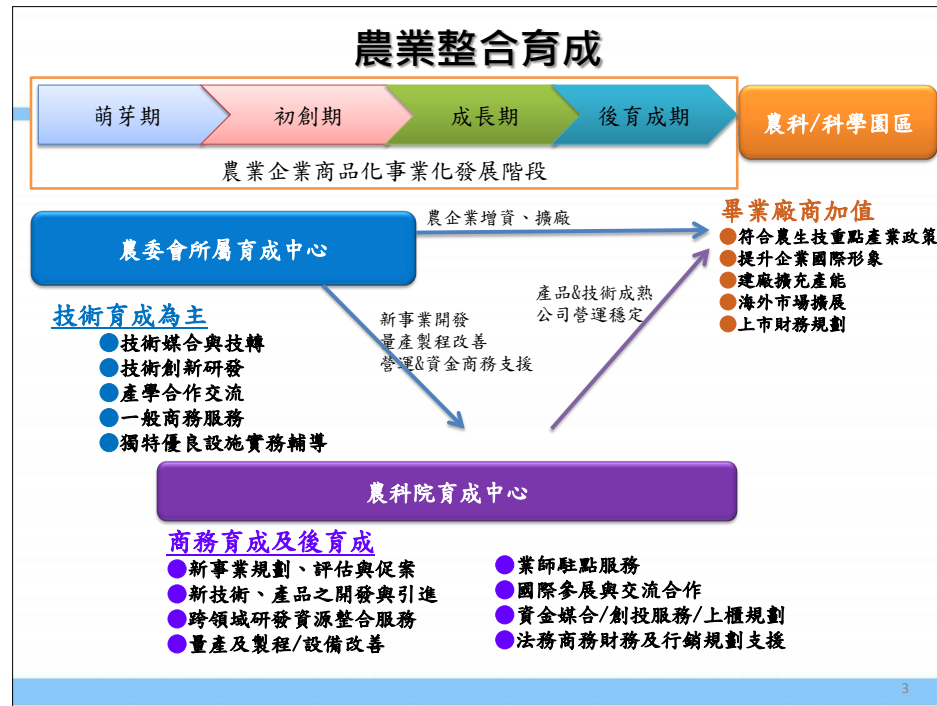 農業整合育成
萌芽期
初創期
成長期
後育成期
農科/科學園區
農業企業商品化事業化發展階段
農委會所屬育成中心
農企業增資、擴廠
畢業廠商加值
●符合農生技重點產業政策
●提升企業國際形象
●建廠擴充產能
●海外市場擴展
●上市財務規劃
產品&技術成熟
公司營運穩定
新事業開發
量產製程改善
營運&資金商務支援
技術育成為主
●技術媒合與技轉
●技術創新研發
●產學合作交流
●一般商務服務
●獨特優良設施實務輔導
農科院育成中心
商務育成及後育成
●新事業規劃、評估與促案
●新技術、產品之開發與引進
●跨領域研發資源整合服務
●量產及製程/設備改善
●業師駐點服務
●國際參展與交流合作
●資金媒合/創投服務/上櫃規劃
●法務商務財務及行銷規劃支援
3